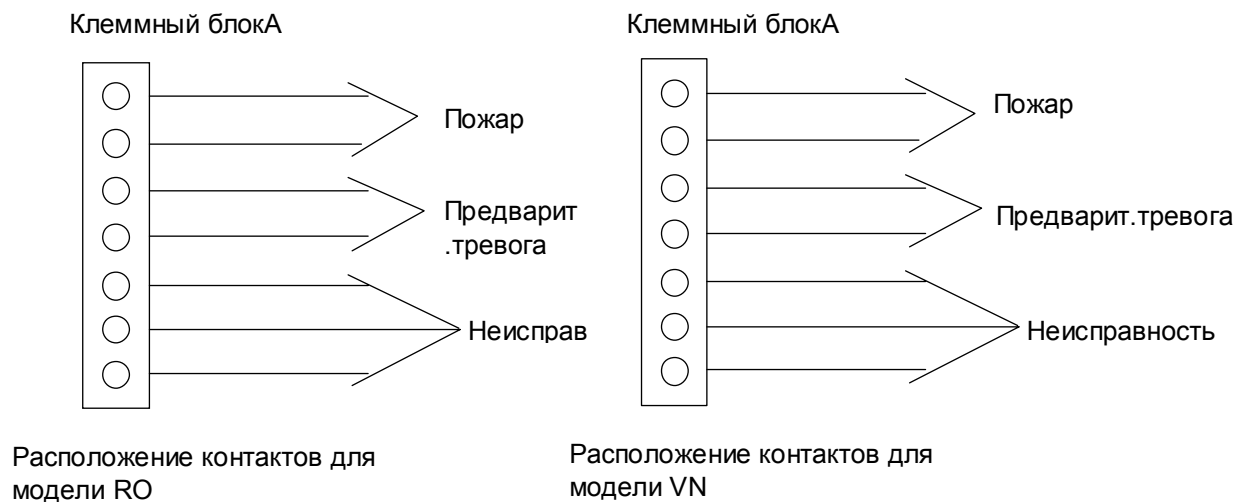 Клеммный блокА
Пожар
Предварит
.тревога
Неисправ
Расположение контактов для
модели RO
Клеммный блокА
Пожар
Предварит.тревога
Неисправность
Расположение контактов для
модели VN